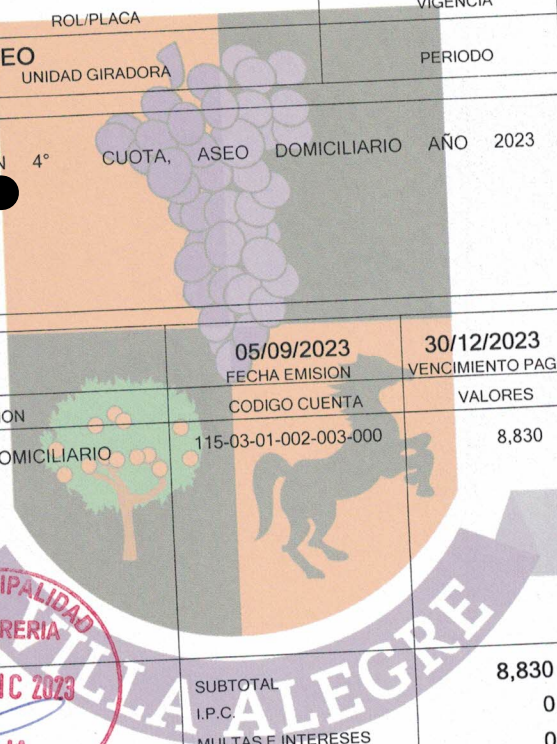 ROL/PLACA
VIGENCIA
EO
UNIDAD GIRADORA
PERIODO
N 4° CUOTA, ASEO DOMICILIARIO AÑO 2023
05/09/2023
FECHA EMISION
30/12/2023
VENCIMIENTO PAG
ION
CODIGO CUENTA
VALORES
OMICILIARIO
115-03-01-002-003-000
8,830
IPALIDAD
RERIA
IC 2023
VILLA ALEGRE
SUBTOTAL
8,830
I.P.C.
0
MULTAS E INTERESES
0